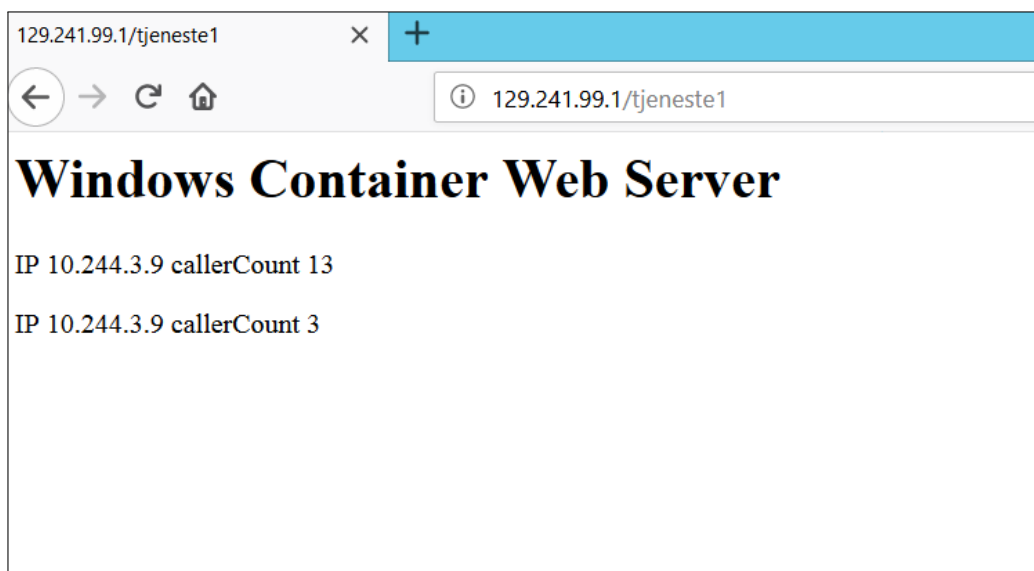 129.241.99.1/tjeneste1
129.241.99.1/tjeneste1
Windows Container Web Server
IP 10.244.3.9 callerCount 13
IP 10.244.3.9 callerCount 3